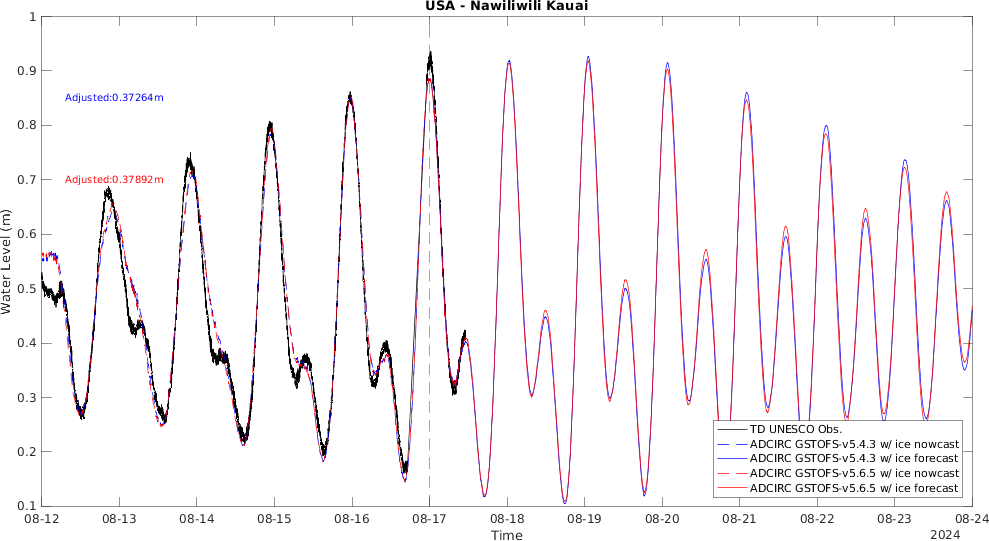 USA - Nawiliwili Kauai
1
0.9
0.8
0.7
0.6
0.5
0.4
0.3
0.2
0.1
Water Level (m)
Adjusted:0.37264m
Adjusted:0.37892m
TD UNESCO Obs.
ADCIRC GSTOFS-v5.4.3 w/ ice nowcast
ADCIRC GSTOFS-v5.4.3 w/ ice forecast
ADCIRC GSTOFS-v5.6.5 w/ ice nowcast
ADCIRC GSTOFS-v5.6.5 w/ ice forecast
08-12 08-13 08-14 08-15 08-16 08-17 08-18 08-19 08-20 08-21 08-22 08-23 08-24
Time
2024